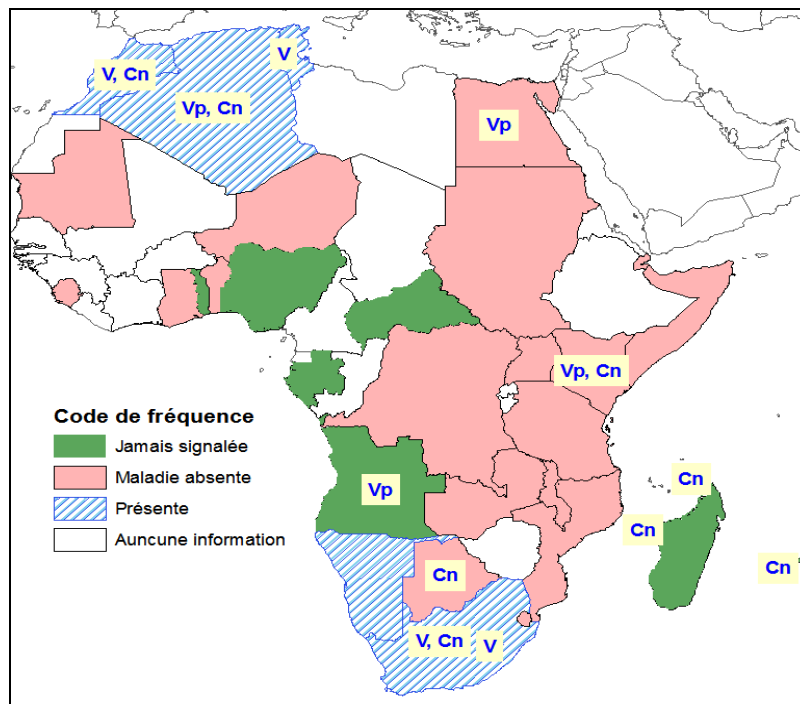 V
V, Cn
Vp, Cn
Vp
Vp, Cn
Code de fréquence
Jamais signalée
Maladie absente
Présente
Auncune information
Vp
Cn
Cn
Cn
Cn
V, Cn
V